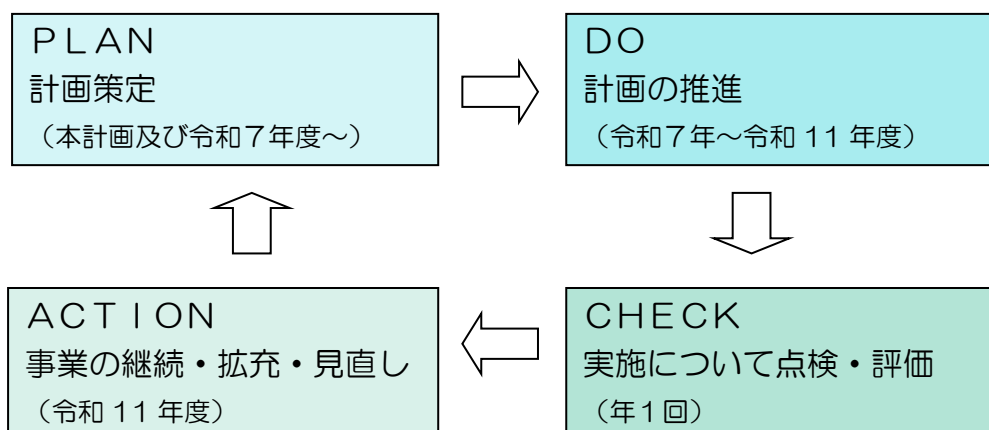 ＰＬＡＮ
計画策定
（本計画及び令和７年度～）
ＤＯ
計画の推進
（令和７年～令和 11 年度）
ＡＣＴＩＯＮ
事業の継続・拡充・見直し
（令和 11 年度）
ＣＨＥＣＫ
実施について点検・評価
（年１回）